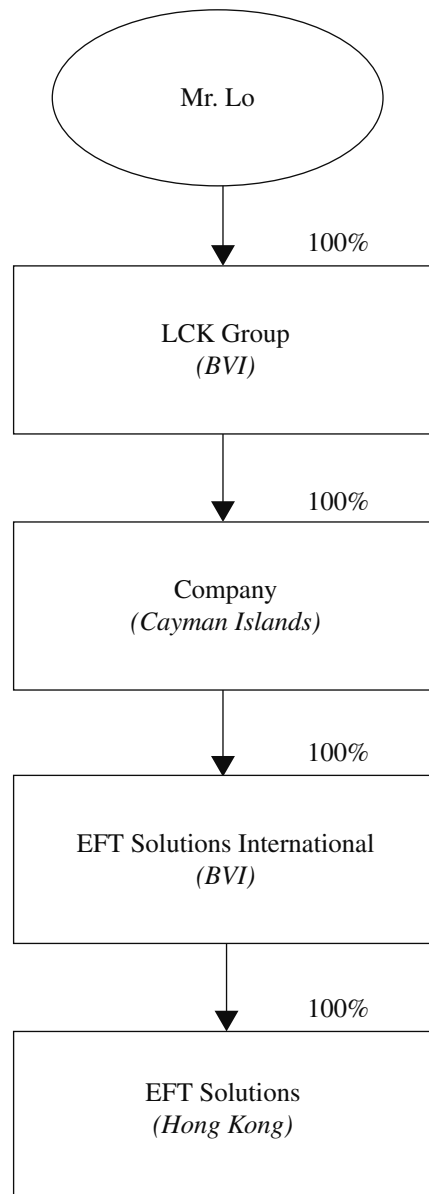 Mr. Lo
100%
LCK Group
(BVI)
100%
Company
(Cayman Islands)
100%
EFT Solutions International
(BVI)
100%
EFT Solutions
(Hong Kong)